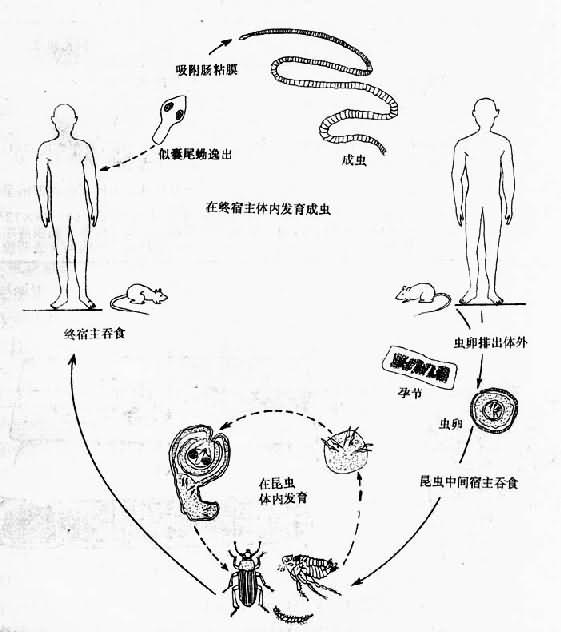 吸附肠粘膜
似囊尾蚴逸出
成虫
在终宿主体内发育成虫
终宿主吞食
虫卵排出体外
孕节
虫卵
昆虫中间宿主吞食
在昆虫
体内发育